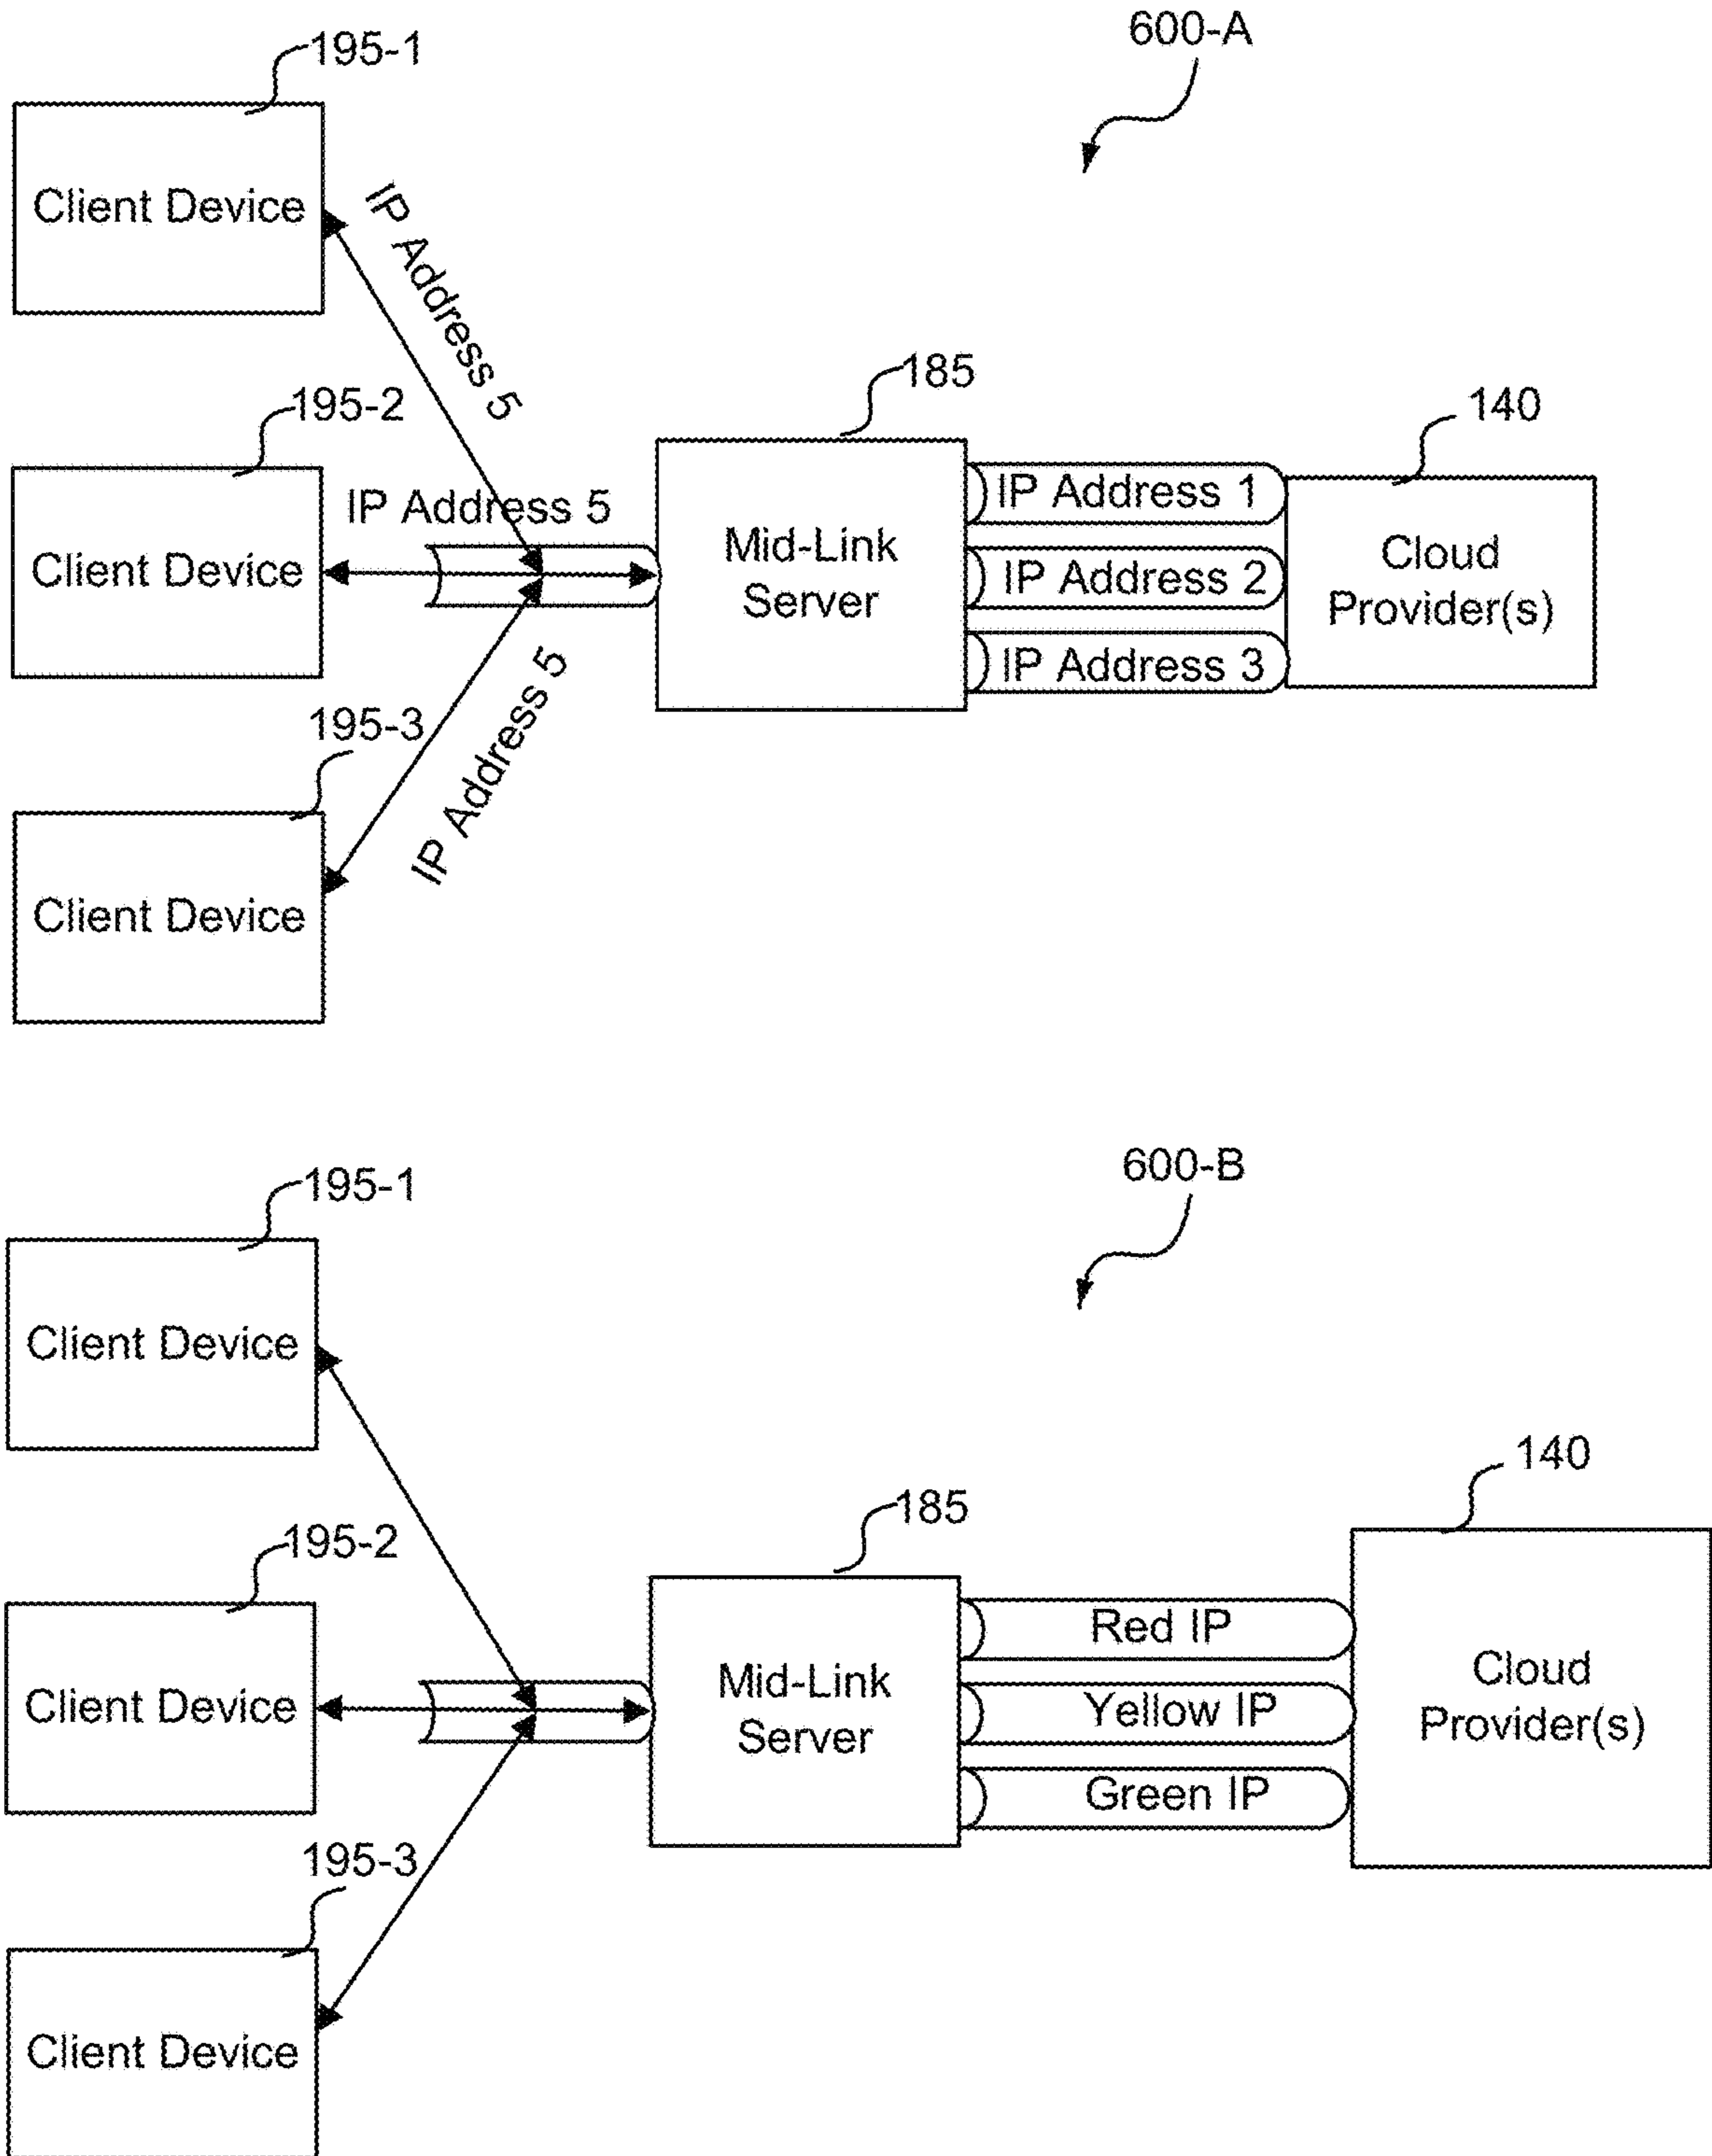 600-A
195-1
Client Device
IP Address 5
185
195-2
140
IP Address 5
IP Address 1
Client Device
Mid-Link
Server
IP Address 2
Cloud
Provider(s)
IP Address 3
195-3
IP Address 5
Client Device
600-B
195-1
Client Device
140
185
195-2
Red IP
Client Device
Mid-Link
Server
Yellow IP
Cloud
Provider(s)
Green IP
195-3
Client Device